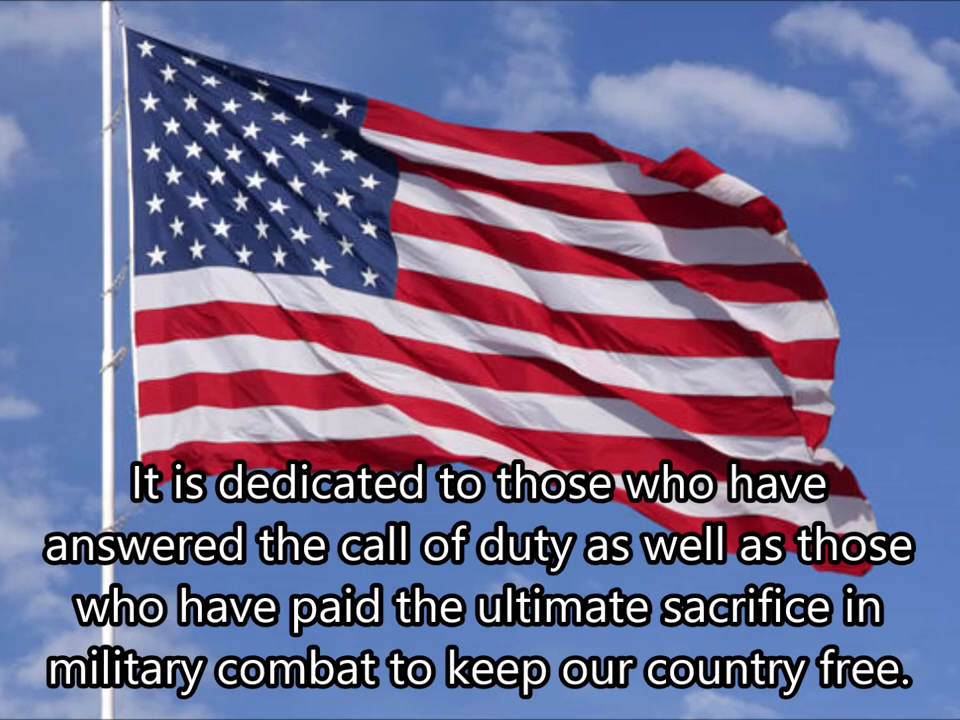 It is dedicated to those who have
answered the call of duty as well as those
who have paid the ultimate sacrifice in
military combat to keep our country free.